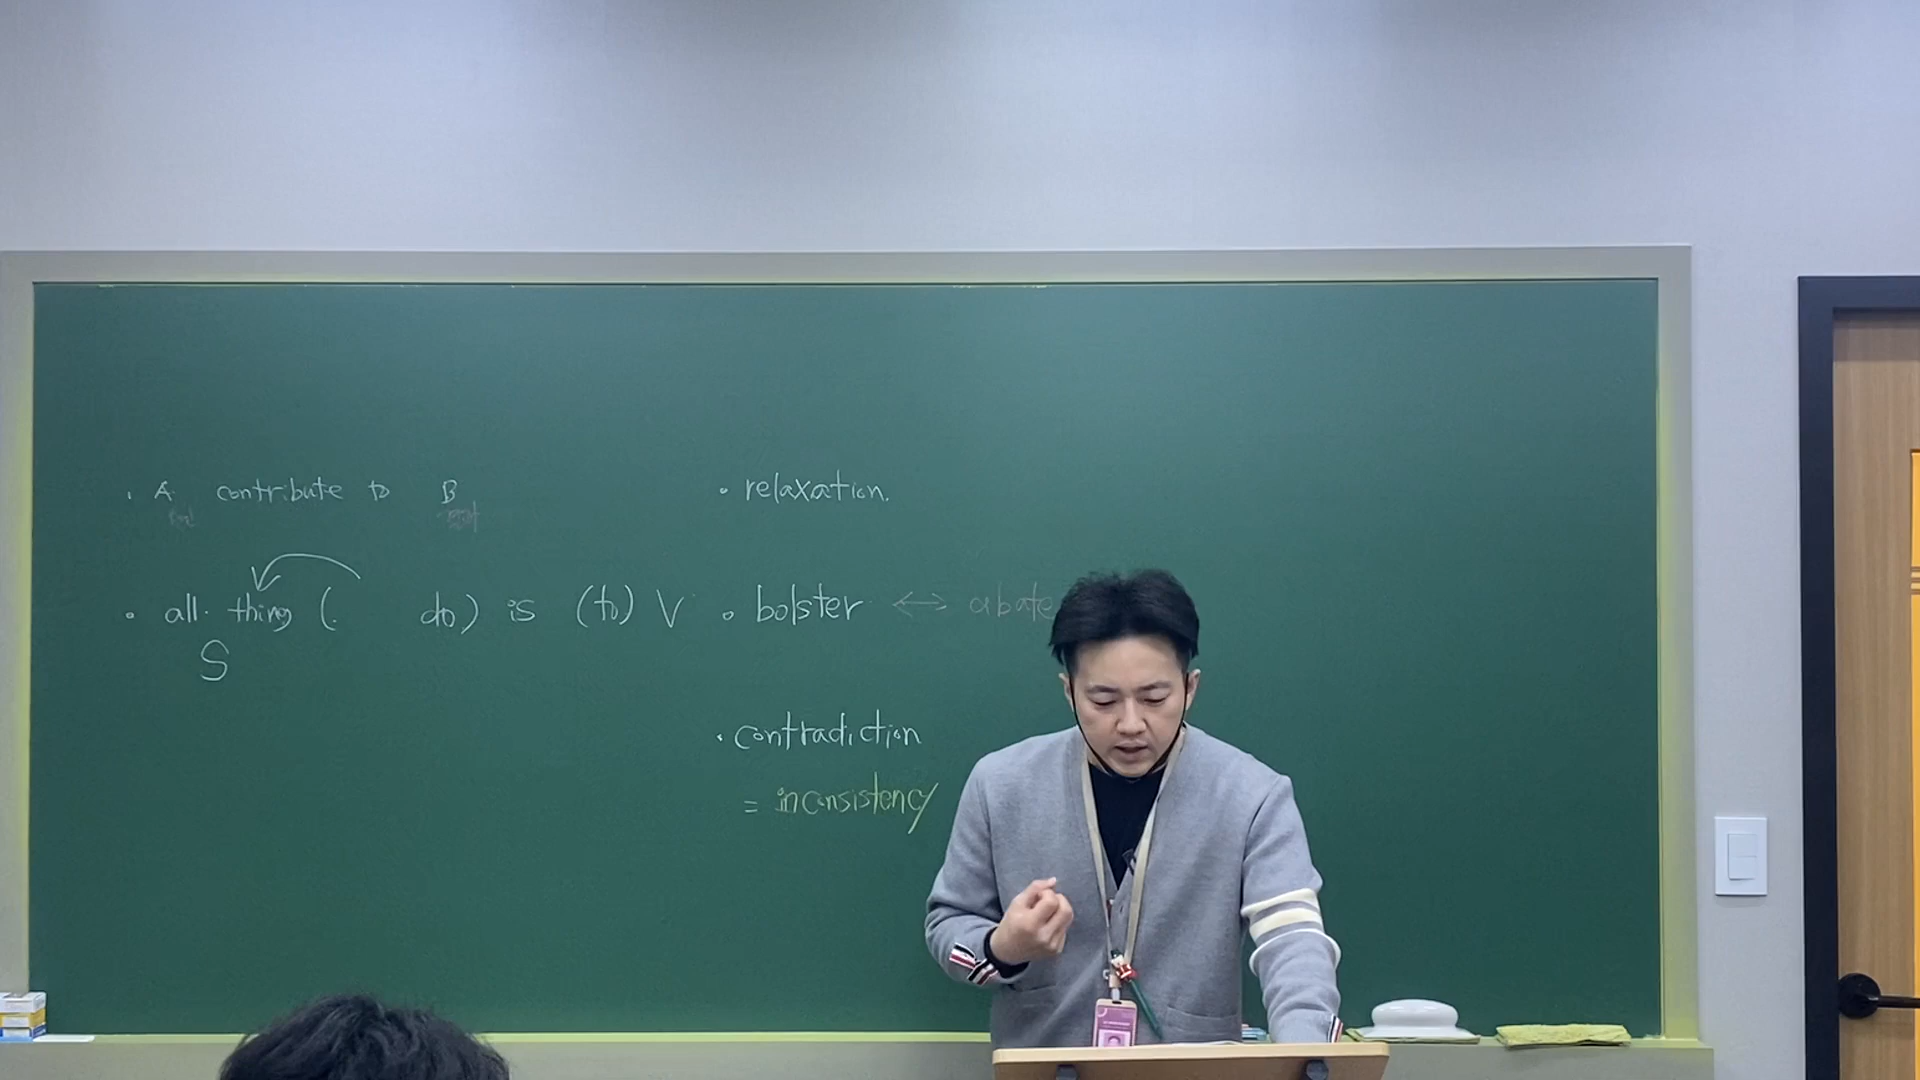 · A contribute to B
· all thing ( do) is (to) V
S
· relaxation.
· bolster ↔ abate
· contradiction
= inconsistency